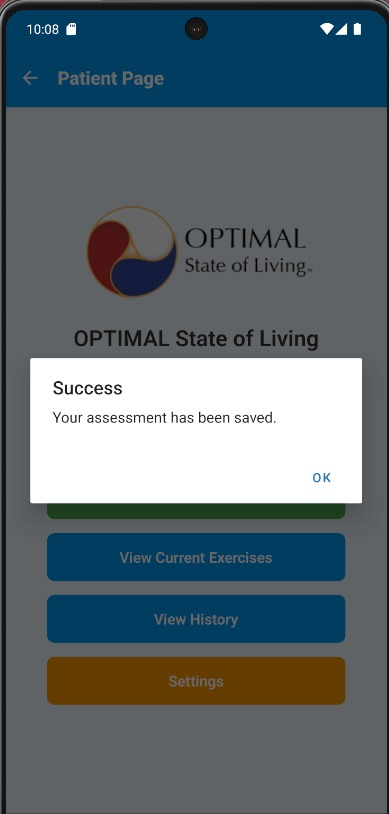 10:08
Patient Page
OPTIMAL
State of Living™
OPTIMAL State of Living
Success
Your assessment has been saved.
OK
View Current Exercises
View History
Settings